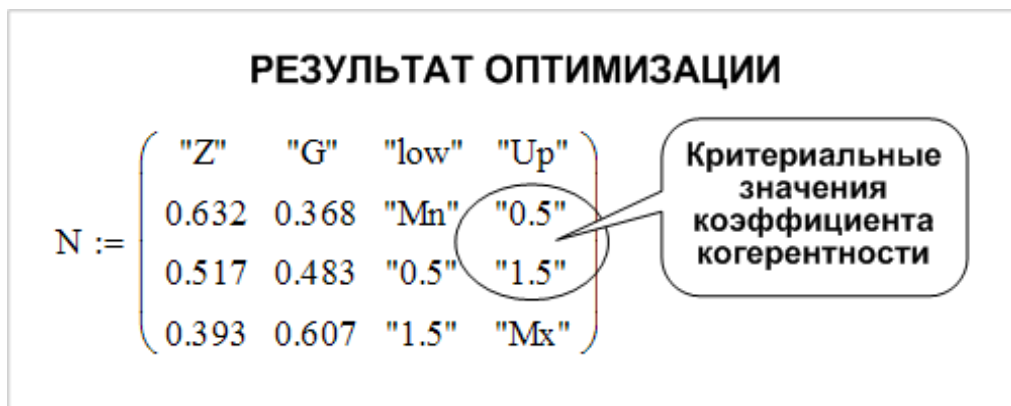 РЕЗУЛЬТАТ ОПТИМИЗАЦИИ
"Z" "G" "low" "Up"
0.632 0.368 "Mn" "0.5"
N := 0.517 0.483 "0.5" "1.5"
0.393 0.607 "1.5" "Mx"
Критериальные
значения
коэффициента
когерентности